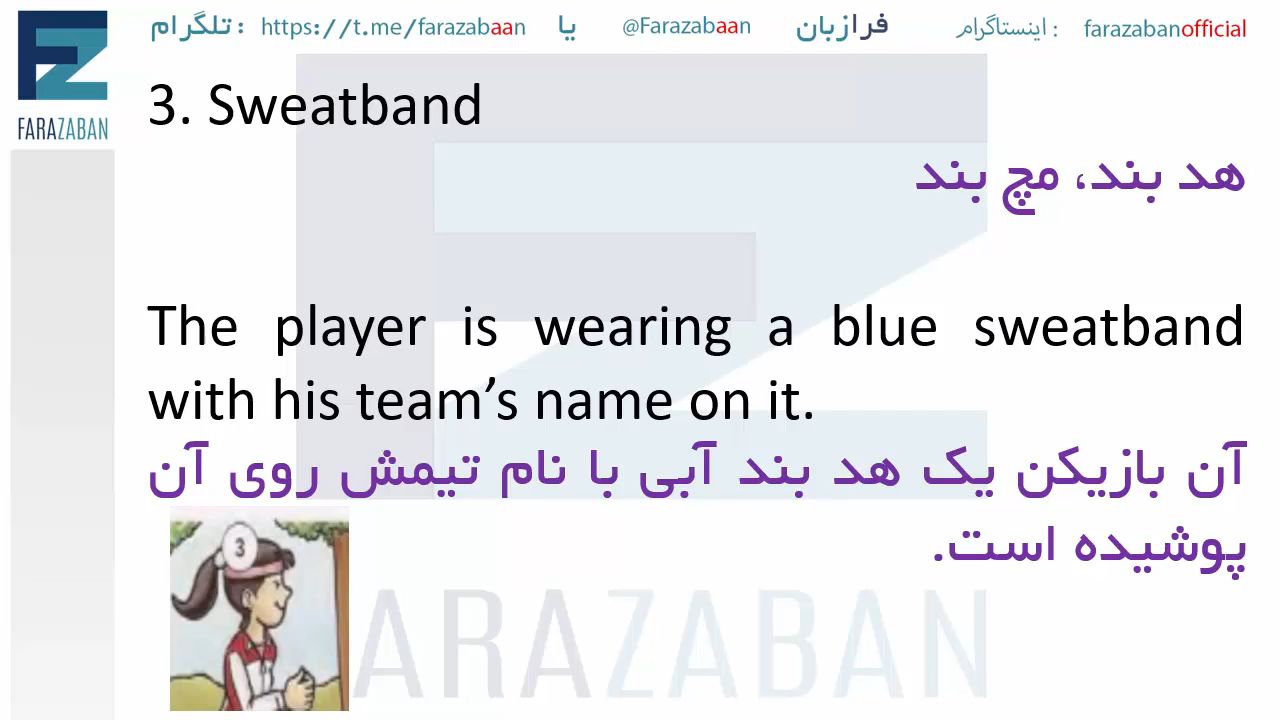 تلگرام : https://t.me/farazabaan یا @Farazabaan فرازبان اینستاگرام : farazabanofficial
FARAZABAN
3. Sweatband
هد بند، مچ بند
The player is wearing a blue sweatband
with his team’s name on it.
آن بازیکن یک هد بند آبی با نام تیمش روی آن
پوشیده است.
3
FARAZABAN